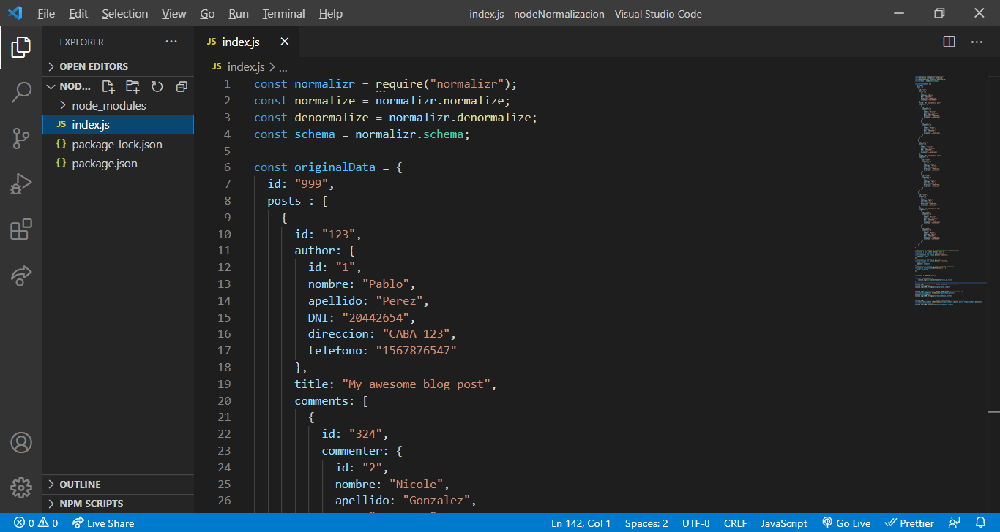 File Edit Selection View Go Run Terminal Help
index.js - nodeNormalizacion - Visual Studio Code
EXPLORER
OPEN EDITORS
NOD...
node_modules
JS index.js
{} package-lock.json
{} package.json
OUTLINE
NPM SCRIPTS
JS index.js
JS index.js > ...
1 const normalizr = require("normalizr");
2 const normalize = normalizr.normalize;
3 const denormalize = normalizr.denormalize;
4 const schema = normalizr.schema;
5
6 const originalData = {
7 id: "999",
8 posts : [
9 {
10 id: "123",
11 author: {
12 id: "1",
13 nombre: "Pablo",
14 apellido: "Perez",
15 DNI: "20442654",
16 direccion: "CABA 123",
17 telefono: "1567876547"
18 },
19 title: "My awesome blog post",
20 comments: [
21 {
22 id: "324",
23 commenter: {
24 id: "2",
25 nombre: "Nicole",
26 apellido: "Gonzalez",
0 0 Live Share
Ln 142, Col 1 Spaces: 2 UTF-8 CRLF JavaScript Go Live Prettier